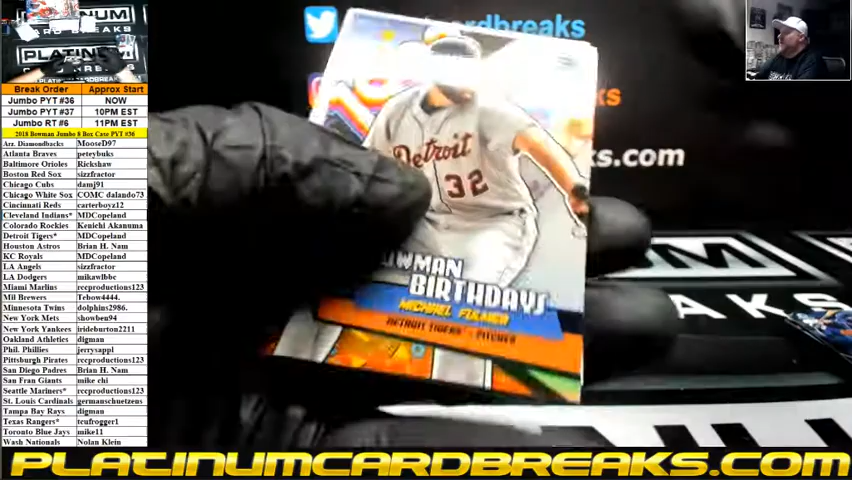 PLATINUM
CARD BREAKS
PLATINUM
Break Order Approx Start
Jumbo PYT #36 NOW
Jumbo PYT #37 10PM EST
Jumbo RT #6 11PM EST
2018 Bowman Jumbo 8 Box Case PYT #36
Arz. Diamondbacks MooseD97
Atlanta Braves peteybuks
Baltimore Orioles Rickshaw
Boston Red Sox sizzfractor
Chicago Cubs damj91
Chicago White Sox COMC dalando73
Cincinnati Reds carterboyz12
Cleveland Indians* MDCopeland
Colorado Rockies Kenichi Akanuma
Detroit Tigers* MDCopeland
Houston Astros Brian H. Nam
KC Royals MDCopeland
LA Angels sizzfractor
LA Dodgers mikawlbbc
Miami Marlins rccproductions123
Mil Brewers Tebow4444.
Minnesota Twins dolphins2986.
New York Mets showben94
New York Yankees irideburton2211
Oakland Athletics digman
Phil. Phillies jerrysappl
Pittsburgh Pirates rccproductions123
San Diego Padres Brian H. Nam
San Fran Giants mike chi
Seattle Mariners* rccproductions123
St. Louis Cardinals germanschuetzens
Tampa Bay Rays digman
Texas Rangers* tcufrogger1
Toronto Blue Jays mike11
Wash Nationals Nolan Klein
cardbreaks
ks
s.com
Detroit
32
BOWMAN
BIRTHDAYS
MICHAEL FULMER
DETROIT TIGERS - PITCHER
AKS
PLATINUMCARDBREAKS.COM